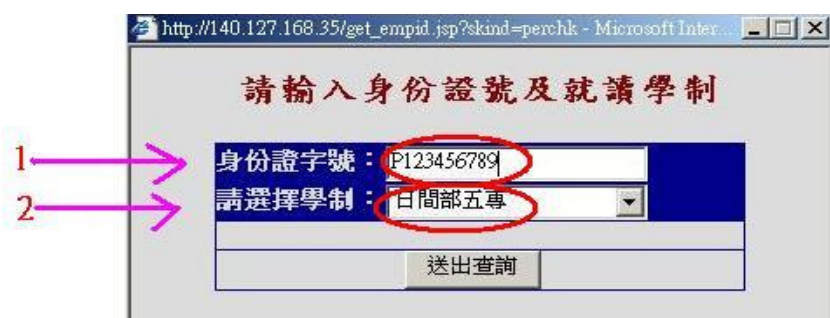 http://140.127.168.35/get_empid.jsp?skind=perchk - Microsoft Inter...
請輸入身份證號及就讀學制
1
身份證字號：P123456789
2
請選擇學制：日間部五專
送出查詢